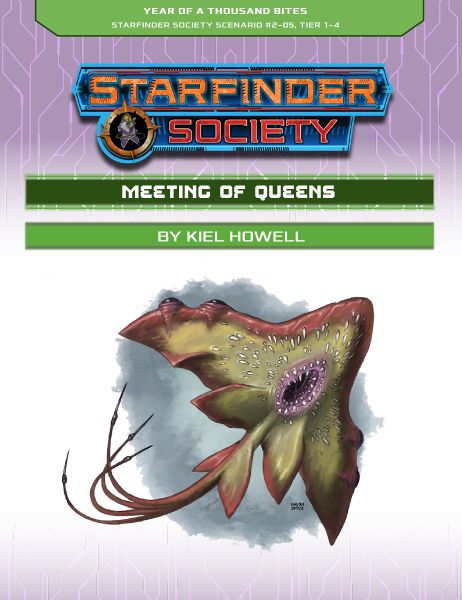 YEAR OF A THOUSAND BITES
STARFINDER SOCIETY SCENARIO #2–05, TIER 1–4
STARFINDER
SOCIETY
MEETING OF QUEENS
BY KIEL HOWELL